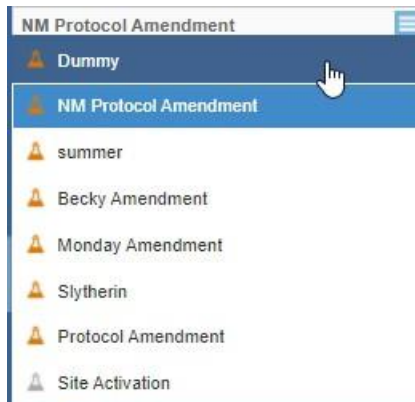 NM Protocol Amendment
Dummy
NM Protocol Amendment
summer
Becky Amendment
Monday Amendment
Slytherin
Protocol Amendment
Site Activation